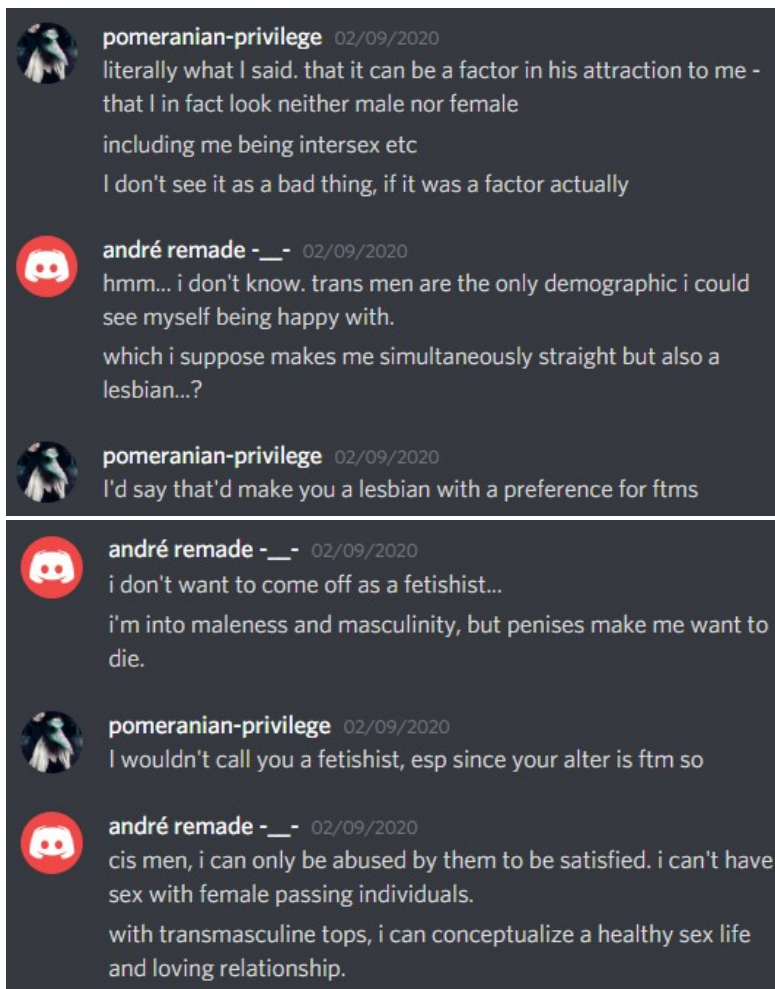 pomeranian-privilege 02/09/2020
literally what I said. that it can be a factor in his attraction to me -
that I in fact look neither male nor female
including me being intersex etc
I don't see it as a bad thing, if it was a factor actually
andré remade -__- 02/09/2020
hmm... i don't know. trans men are the only demographic i could
see myself being happy with.
which i suppose makes me simultaneously straight but also a
lesbian...?
pomeranian-privilege 02/09/2020
I'd say that'd make you a lesbian with a preference for ftms
andré remade -__- 02/09/2020
i don't want to come off as a fetishist...
i'm into maleness and masculinity, but penises make me want to
die.
pomeranian-privilege 02/09/2020
I wouldn't call you a fetishist, esp since your alter is ftm so
andré remade -__- 02/09/2020
cis men, i can only be abused by them to be satisfied. i can't have
sex with female passing individuals.
with transmasculine tops, i can conceptualize a healthy sex life
and loving relationship.